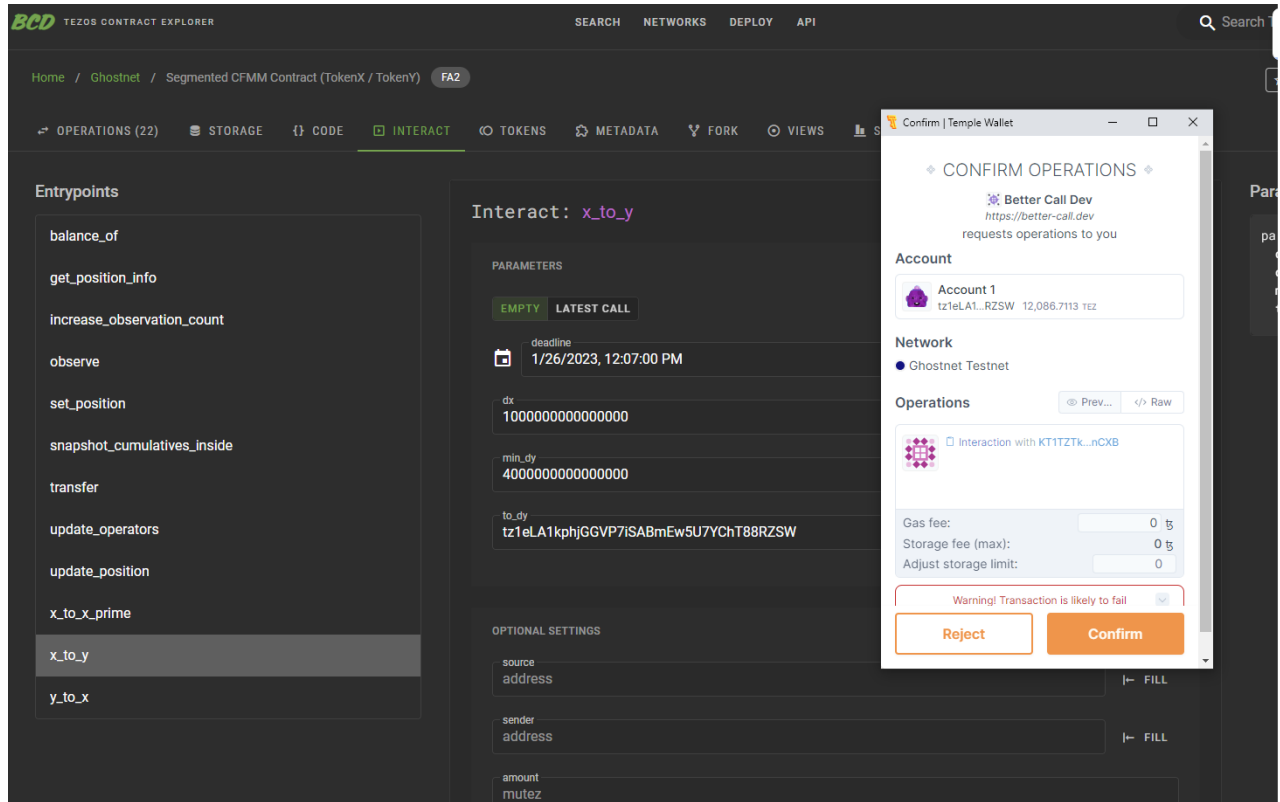 BCD TEZOS CONTRACT EXPLORER SEARCH NETWORKS DEPLOY API Search
Home / Ghostnet / Segmented CFMM Contract (TokenX / TokenY) FA2
OPERATIONS (22) STORAGE {} CODE INTERACT TOKENS METADATA FORK VIEWS
Entrypoints
balance_of
get_position_info
increase_observation_count
observe
set_position
snapshot_cumulatives_inside
transfer
update_operators
update_position
x_to_x_prime
x_to_y
y_to_x
Interact: x_to_y
PARAMETERS
EMPTY LATEST CALL
deadline
1/26/2023, 12:07:00 PM
dx
1000000000000000
min_dy
4000000000000000
to_dy
tz1eLA1kphjGGVP7iSABmEw5U7YChT88RZSW
OPTIONAL SETTINGS
source
address
FILL
sender
address
FILL
amount
mutez
Confirm | Temple Wallet
CONFIRM OPERATIONS
Better Call Dev
https://better-call.dev
requests operations to you
Account
Account 1
tz1eLA1...RZSW 12,086.7113 TEZ
Network
Ghostnet Testnet
Operations Prev... </> Raw
Interaction with KT1TZTk...nCXB
Gas fee: 0 ꜩ
Storage fee (max): 0 ꜩ
Adjust storage limit: 0
Warning! Transaction is likely to fail
Reject Confirm
Para
pa